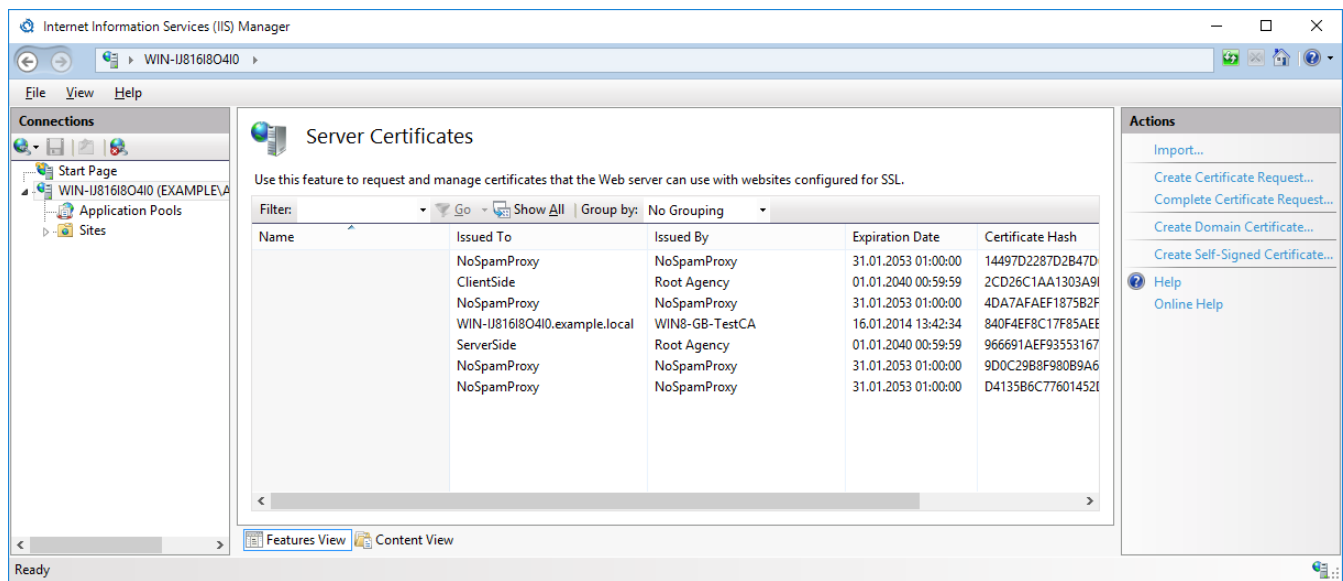 Internet Information Services (IIS) Manager
WIN-IJ816I8O4I0
File View Help
Connections
Start Page
WIN-IJ816I8O4I0 (EXAMPLE\A
Application Pools
Sites
Server Certificates
Use this feature to request and manage certificates that the Web server can use with websites configured for SSL.
Filter: Go Show All Group by: No Grouping
Name Issued To Issued By Expiration Date Certificate Hash
NoSpamProxy NoSpamProxy 31.01.2053 01:00:00 14497D2287D2B47D
ClientSide Root Agency 01.01.2040 00:59:59 2CD26C1AA1303A9
NoSpamProxy NoSpamProxy 31.01.2053 01:00:00 4DA7AFAEF1875B2F
WIN-IJ816I8O4I0.example.local WIN8-GB-TestCA 16.01.2014 13:42:34 840F4EF8C17F85AEE
ServerSide Root Agency 01.01.2040 00:59:59 966691AEF93553167
NoSpamProxy NoSpamProxy 31.01.2053 01:00:00 9D0C29B8F980B9A6
NoSpamProxy NoSpamProxy 31.01.2053 01:00:00 D4135B6C77601452
Features View Content View
Actions
Import...
Create Certificate Request...
Complete Certificate Request...
Create Domain Certificate...
Create Self-Signed Certificate...
Help
Online Help
Ready